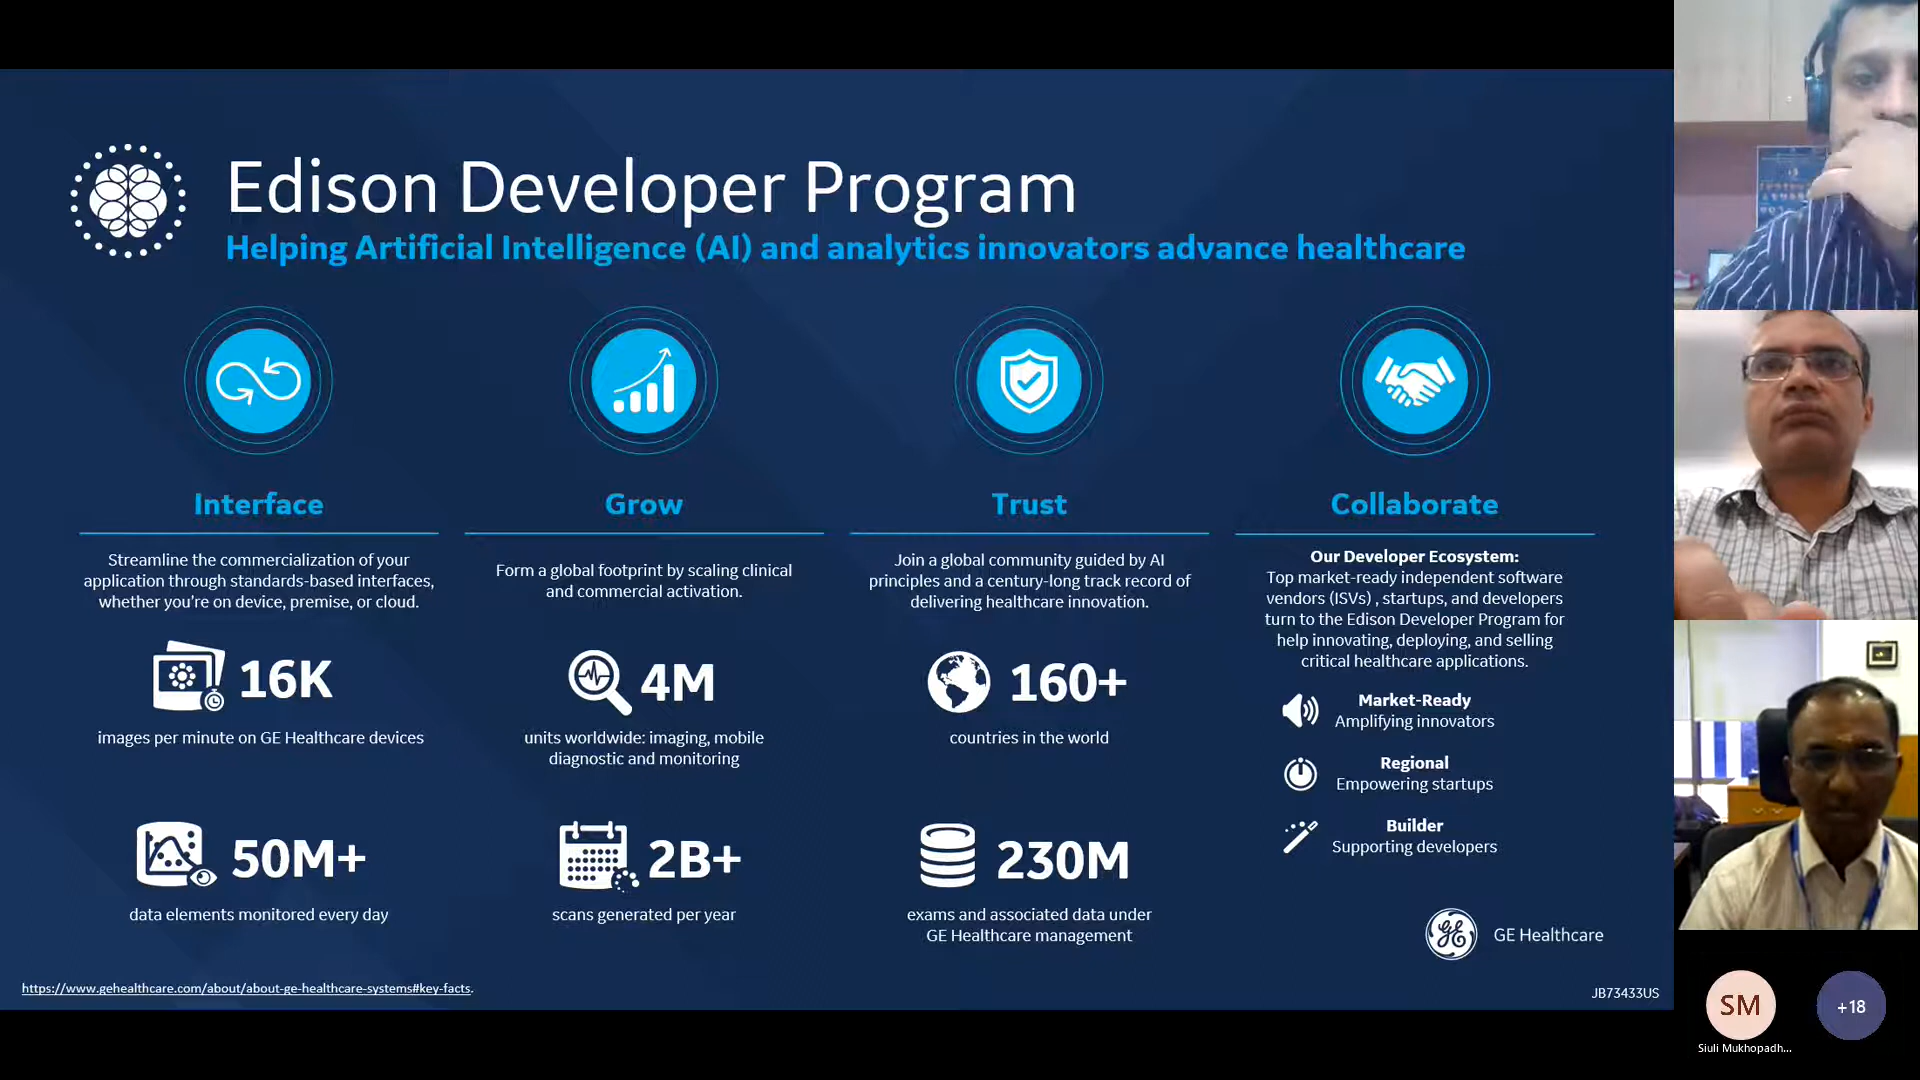 Edison Developer Program
Helping Artificial Intelligence (AI) and analytics innovators advance healthcare
Interface
Streamline the commercialization of your
application through standards-based interfaces,
whether you're on device, premise, or cloud.
16K
images per minute on GE Healthcare devices
50M+
data elements monitored every day
Grow
Form a global footprint by scaling clinical
and commercial activation.
4M
units worldwide: imaging, mobile
diagnostic and monitoring
2B+
scans generated per year
Trust
Join a global community guided by AI
principles and a century-long track record of
delivering healthcare innovation.
160+
countries in the world
230M
exams and associated data under
GE Healthcare management
Collaborate
Our Developer Ecosystem:
Top market-ready independent software
vendors (ISVs) , startups, and developers
turn to the Edison Developer Program for
help innovating, deploying, and selling
critical healthcare applications.
Market-Ready
Amplifying innovators
Regional
Empowering startups
Builder
Supporting developers
GE Healthcare
https://www.gehealthcare.com/about/about-ge-healthcare-systems#key-facts.
JB73433US
SM
+18
Siuli Mukhopadh...